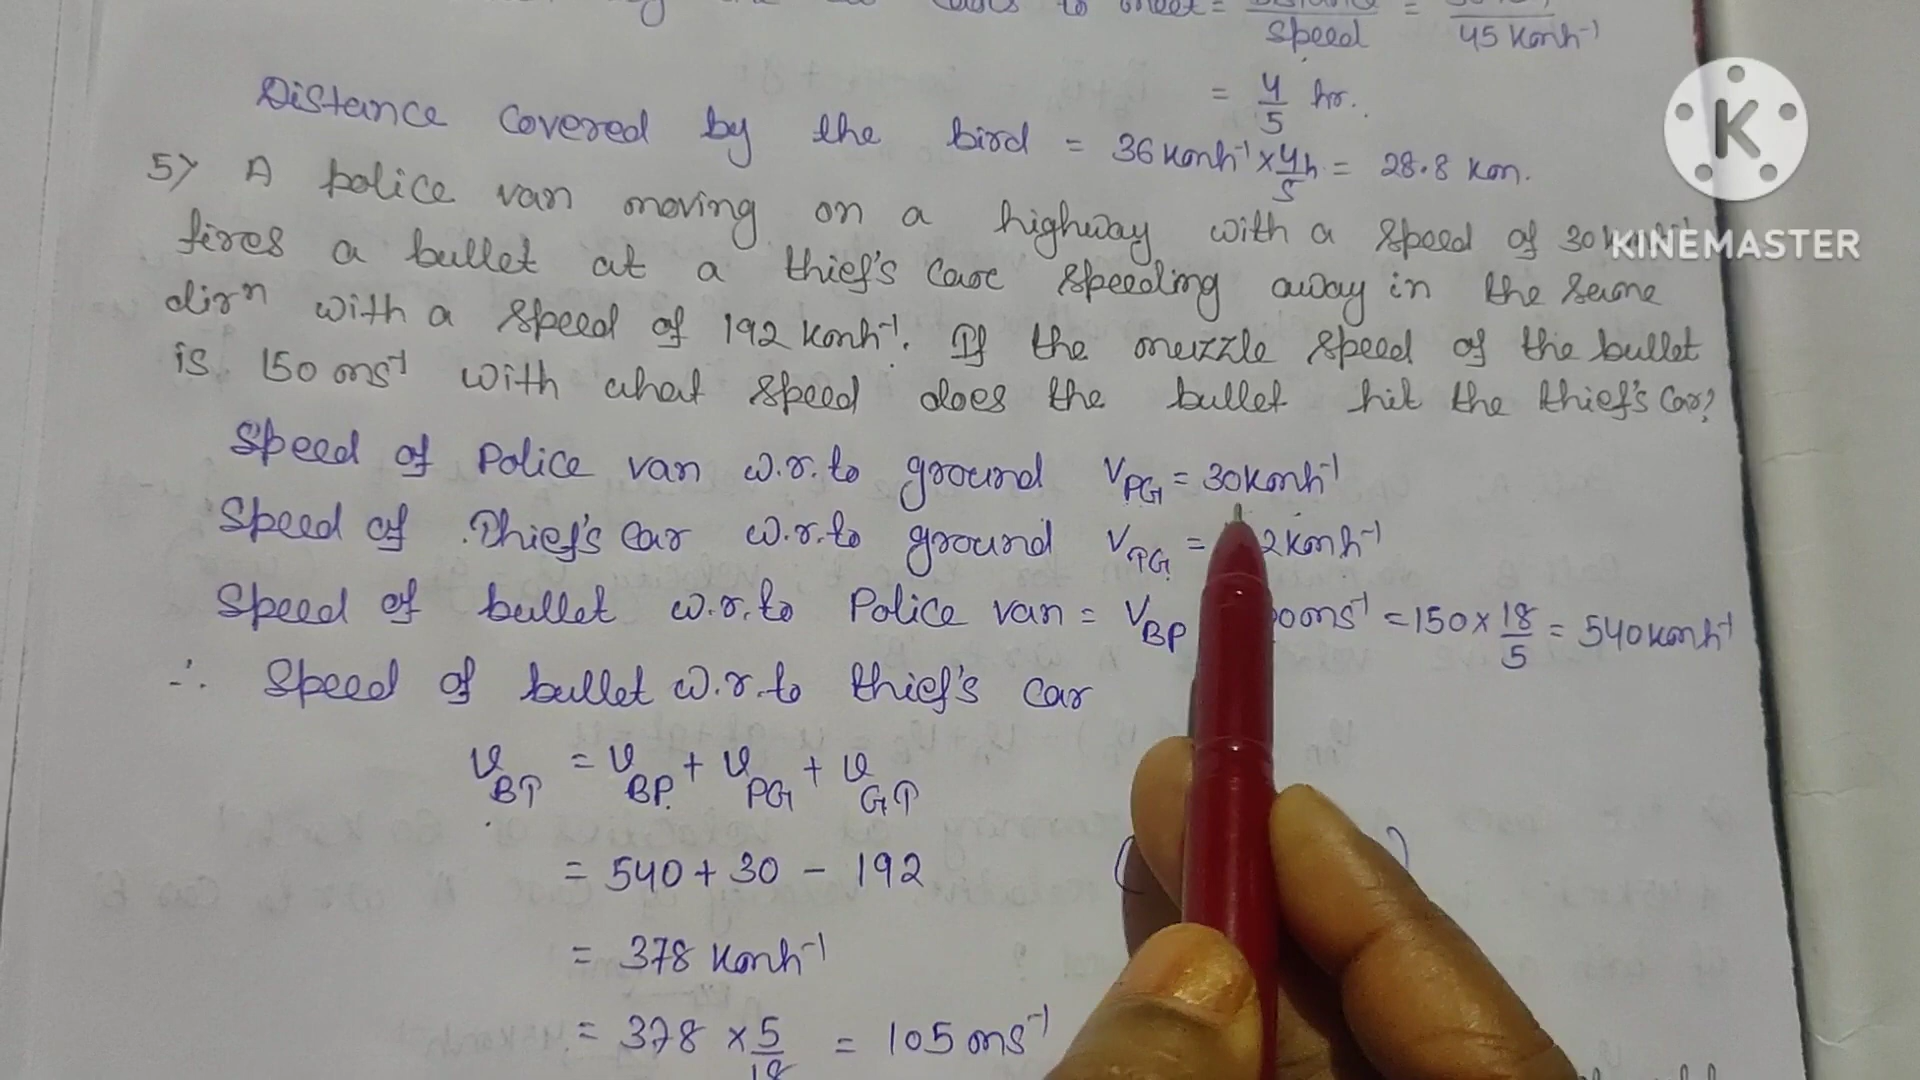 to meet = = 
speed 45 Kmh⁻¹
= 4/5 hr.
Distance covered by the bird = 36 Kmh⁻¹ × 4/5 h = 28.8 Km.
5) A police van moving on a highway with a speed of 30
fires a bullet at a thief's car speeding away in the same
dirⁿ with a speed of 192 Kmh⁻¹. If the muzzle speed of the bullet
is 150 ms⁻¹ with what speed does the bullet hit the thief's car?
Speed of Police van w.r.to ground V_PG = 30 Kmh⁻¹
Speed of Thief's car w.r.to ground V_TG = 2 Kmh⁻¹
Speed of bullet w.r.to Police van = V_BP 0 ms⁻¹ = 150 × 18/5 = 540 Kmh⁻¹
∴ Speed of bullet w.r.to thief's car
V_BT = V_BP + V_PG + V_GT
= 540 + 30 - 192
( )
= 378 Kmh⁻¹
= 378 × 5/18 = 105 ms⁻¹
K
KINEMASTER